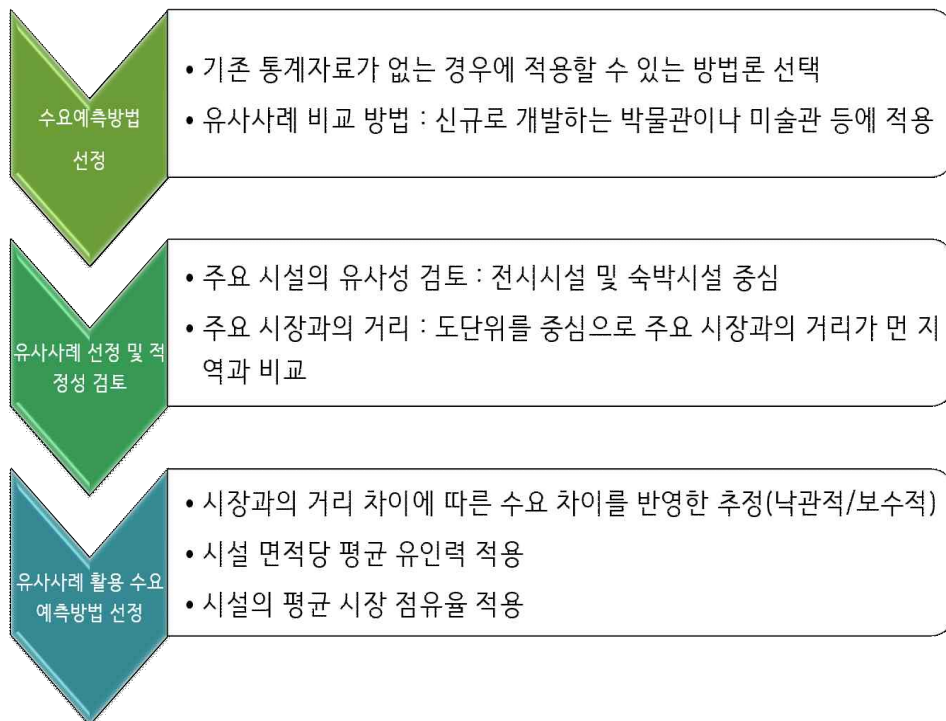 수요예측방법
선정
• 기존 통계자료가 없는 경우에 적용할 수 있는 방법론 선택
• 유사사례 비교 방법 : 신규로 개발하는 박물관이나 미술관 등에 적용
유사사례 선정 및 적
정성 검토
• 주요 시설의 유사성 검토 : 전시시설 및 숙박시설 중심
• 주요 시장과의 거리 : 도단위를 중심으로 주요 시장과의 거리가 먼 지
역과 비교
유사사례 활용 수요
예측방법 선정
• 시장과의 거리 차이에 따른 수요 차이를 반영한 추정(낙관적/보수적)
• 시설 면적당 평균 유인력 적용
• 시설의 평균 시장 점유율 적용